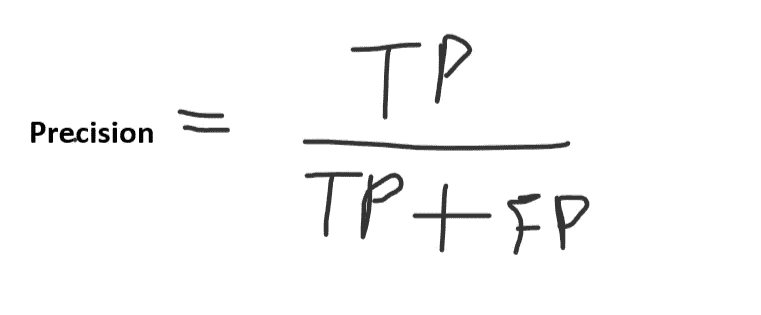 TP
Precision =
TP + FP